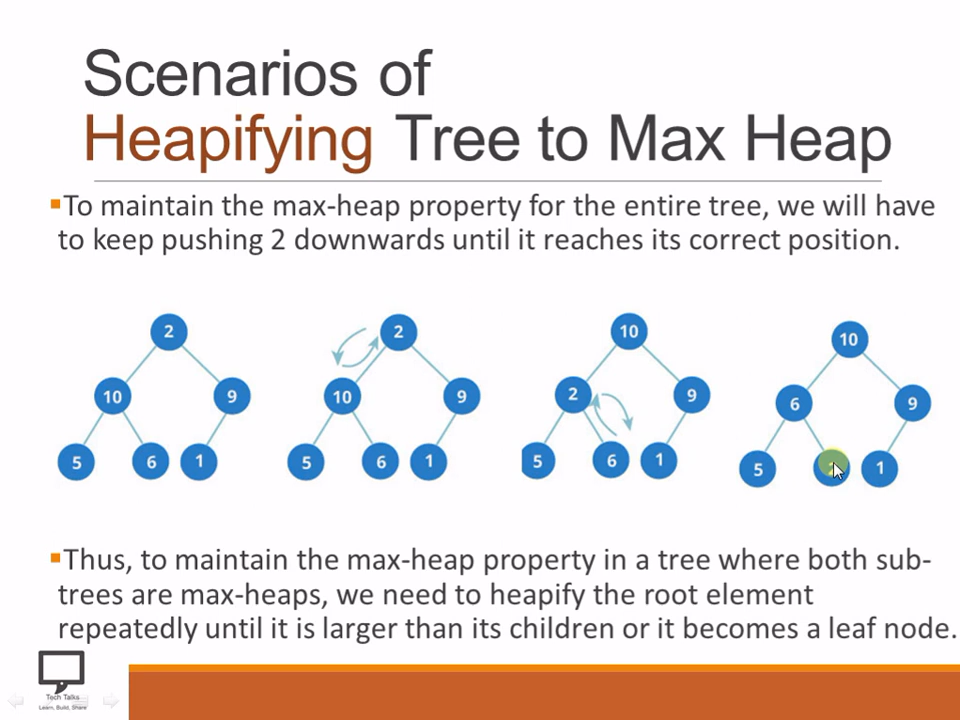 Scenarios of
Heapifying Tree to Max Heap
To maintain the max-heap property for the entire tree, we will have
to keep pushing 2 downwards until it reaches its correct position.
2
10 9
5 6 1
2
10 9
5 6 1
10
2 9
5 6 1
10
6 9
5 2 1
Thus, to maintain the max-heap property in a tree where both sub-
trees are max-heaps, we need to heapify the root element
repeatedly until it is larger than its children or it becomes a leaf node.
Tech Talks
Learn, Build, Share